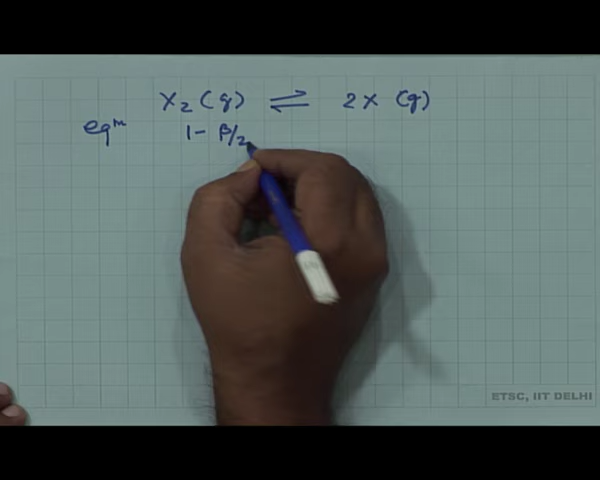 X₂ (g) ⇌ 2X (g)
eqᵐ 1 - β/2
ETSC, IIT DELHI